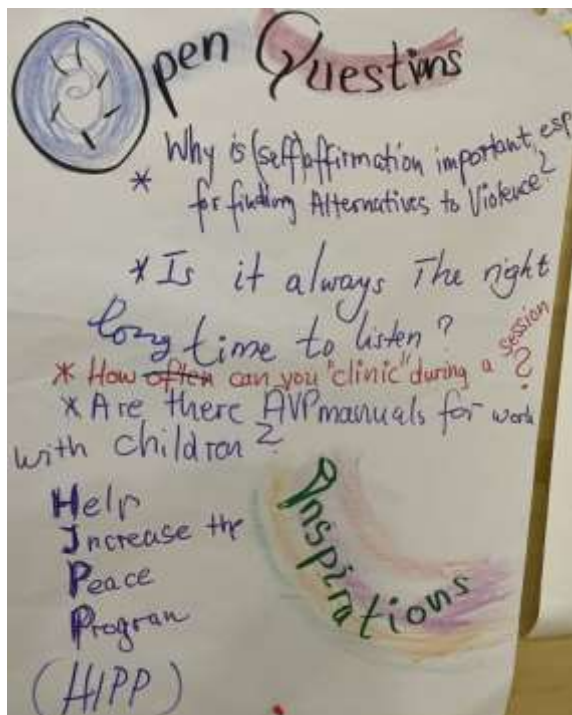 Open Questions
* Why is (self)affirmation important, esp
for finding Alternatives to Violence?
* Is it always the right
long time to listen?
* How often can you "clinic" during a session?
* Are there AVP manuals for work
with children?
Help
Increase the
Peace
Program
(HIPP)
Inspirations